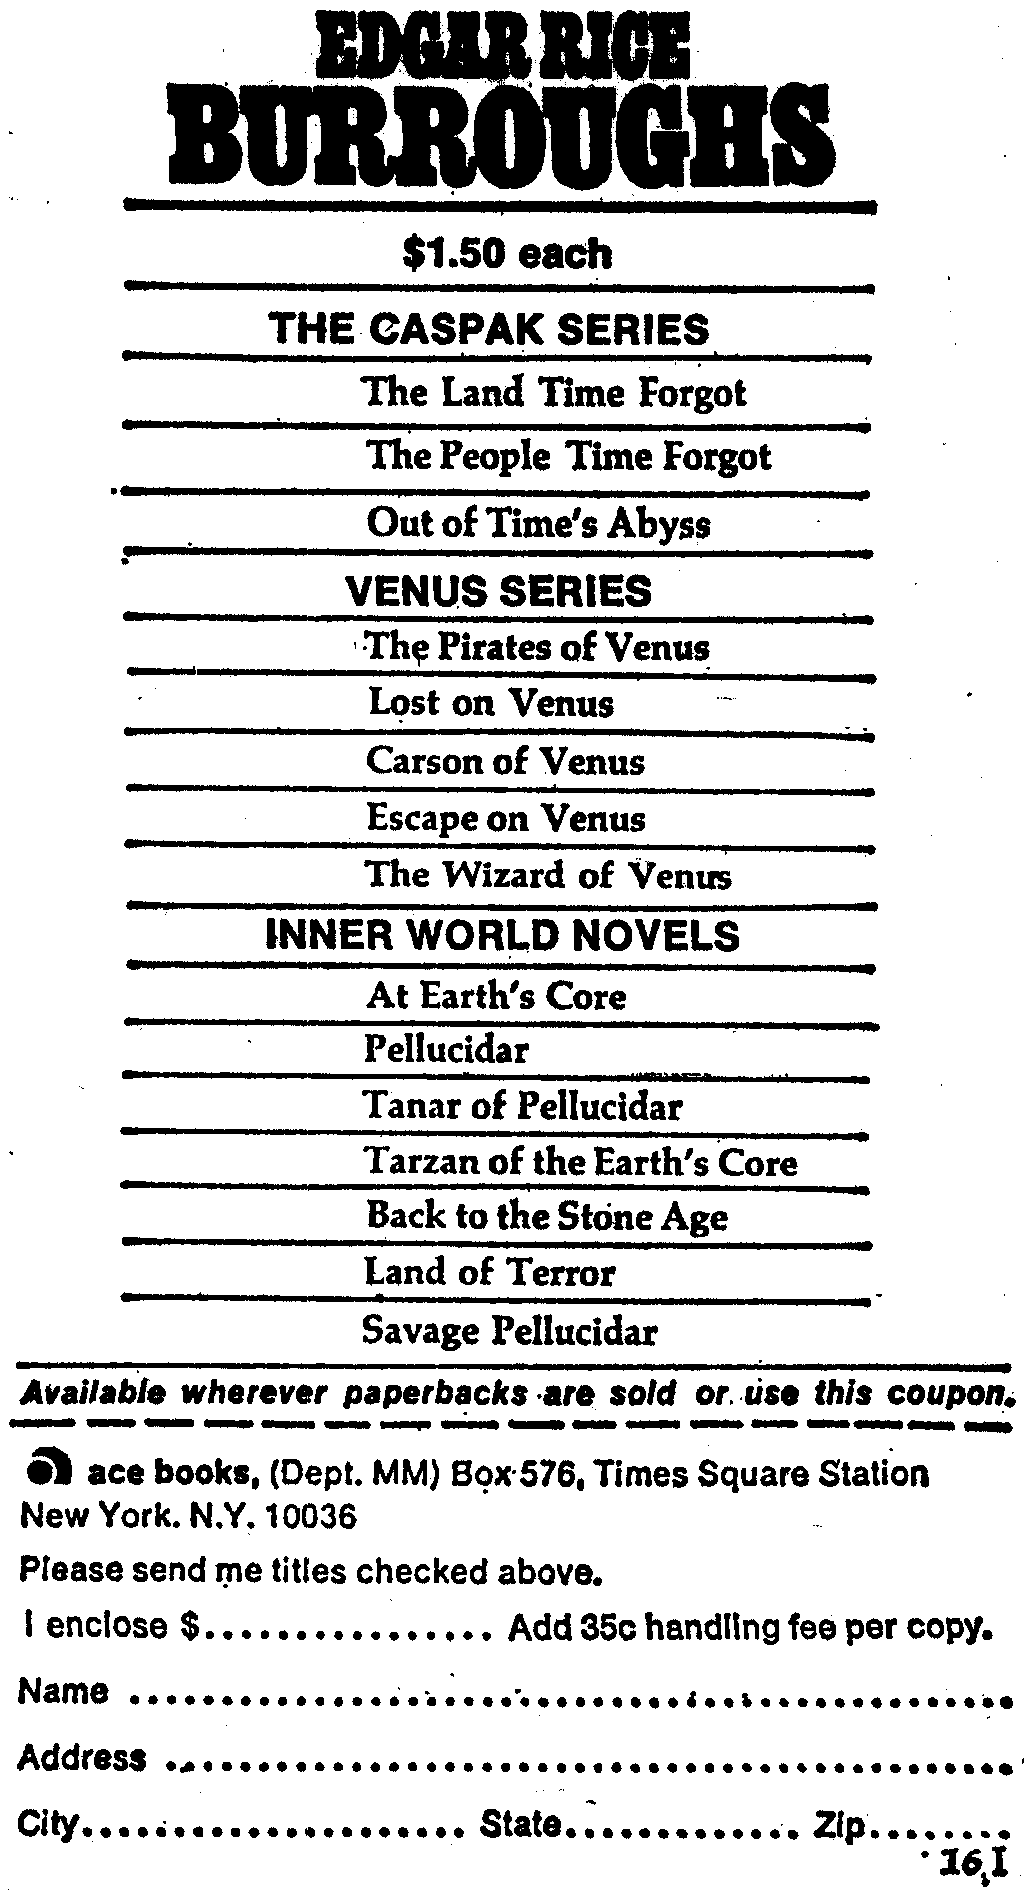 EDGAR RICE
BURROUGHS
$1.50 each
THE CASPAK SERIES
The Land Time Forgot
The People Time Forgot
Out of Time's Abyss
VENUS SERIES
The Pirates of Venus
Lost on Venus
Carson of Venus
Escape on Venus
The Wizard of Venus
INNER WORLD NOVELS
At Earth's Core
Pellucidar
Tanar of Pellucidar
Tarzan of the Earth's Core
Back to the Stone Age
Land of Terror
Savage Pellucidar
Available wherever paperbacks are sold or use this coupon.
ace books, (Dept. MM) Box 576, Times Square Station
New York. N.Y. 10036
Please send me titles checked above.
I enclose $................ Add 35c handling fee per copy.
Name ................................................
Address ..............................................
City..................... State............. Zip........
16 I